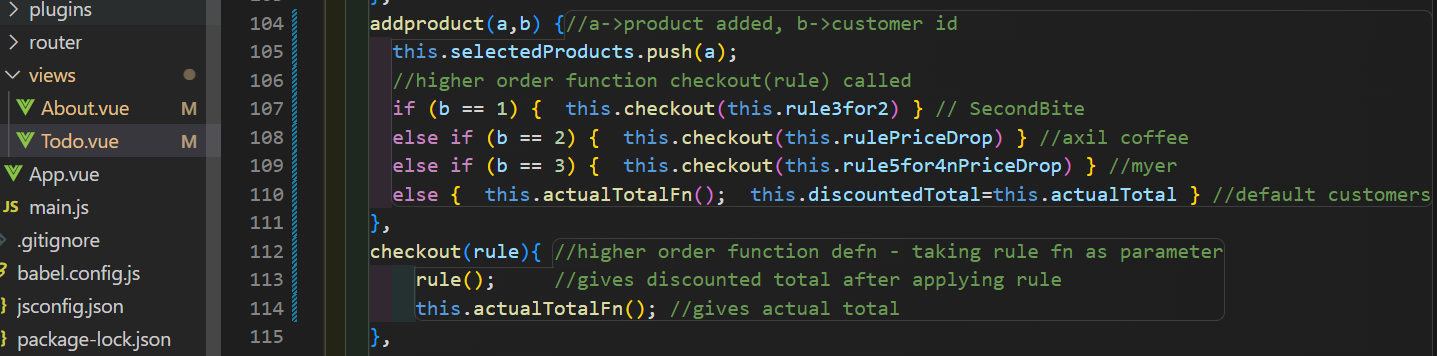 plugins
router
views
About.vue M
Todo.vue M
App.vue
main.js
.gitignore
babel.config.js
jsconfig.json
package-lock.json
104 addproduct(a,b) {//a->product added, b->customer id
105 this.selectedProducts.push(a);
106 //higher order function checkout(rule) called
107 if (b == 1) {  this.checkout(this.rule3for2) } // SecondBite
108 else if (b == 2) {  this.checkout(this.rulePriceDrop) } //axil coffee
109 else if (b == 3) {  this.checkout(this.rule5for4nPriceDrop) } //myer
110 else {  this.actualTotalFn();  this.discountedTotal=this.actualTotal } //default customers
111 },
112 checkout(rule){ //higher order function defn - taking rule fn as parameter
113 rule();     //gives discounted total after applying rule
114 this.actualTotalFn(); //gives actual total
115 },